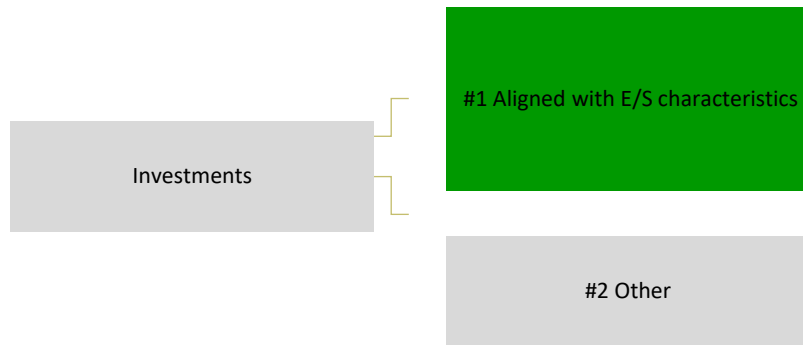 #1 Aligned with E/S characteristics
Investments
#2 Other